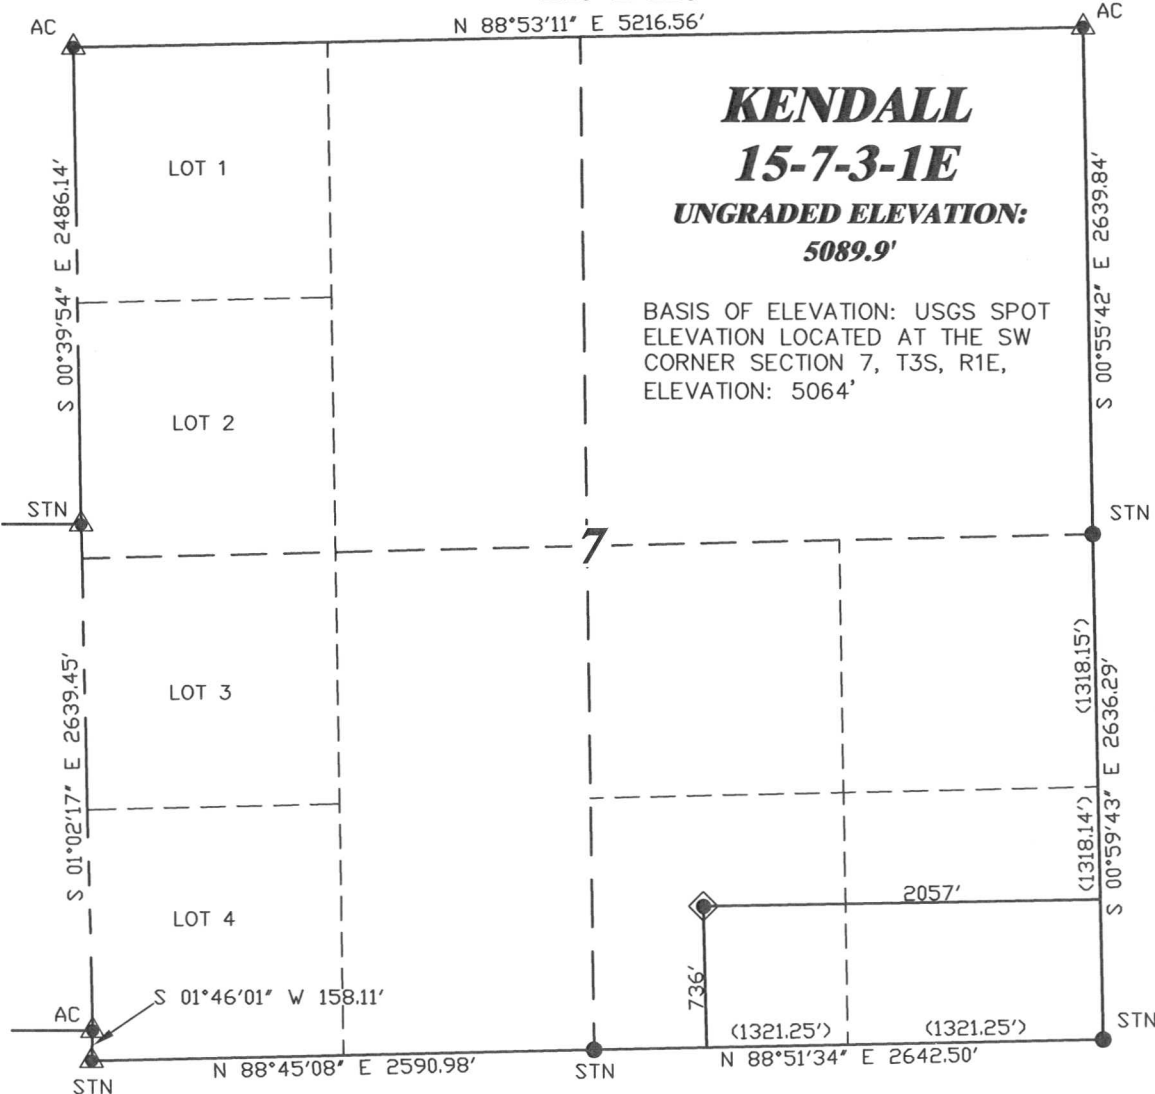 AC
N 88°53'11" E 5216.56'
AC
KENDALL
15-7-3-1E
UNGRADED ELEVATION:
5089.9'
BASIS OF ELEVATION: USGS SPOT
ELEVATION LOCATED AT THE SW
CORNER SECTION 7, T3S, R1E,
ELEVATION: 5064'
LOT 1
S 00°39'54" E 2486.14'
S 00°55'42" E 2639.84'
LOT 2
STN
STN
7
LOT 3
S 01°02'17" E 2639.45'
(1318.15')
S 00°59'43" E 2636.29'
(1318.14')
2057'
LOT 4
736'
S 01°46'01" W 158.11'
AC
(1321.25')
(1321.25')
STN
N 88°45'08" E 2590.98'
N 88°51'34" E 2642.50'
STN
STN